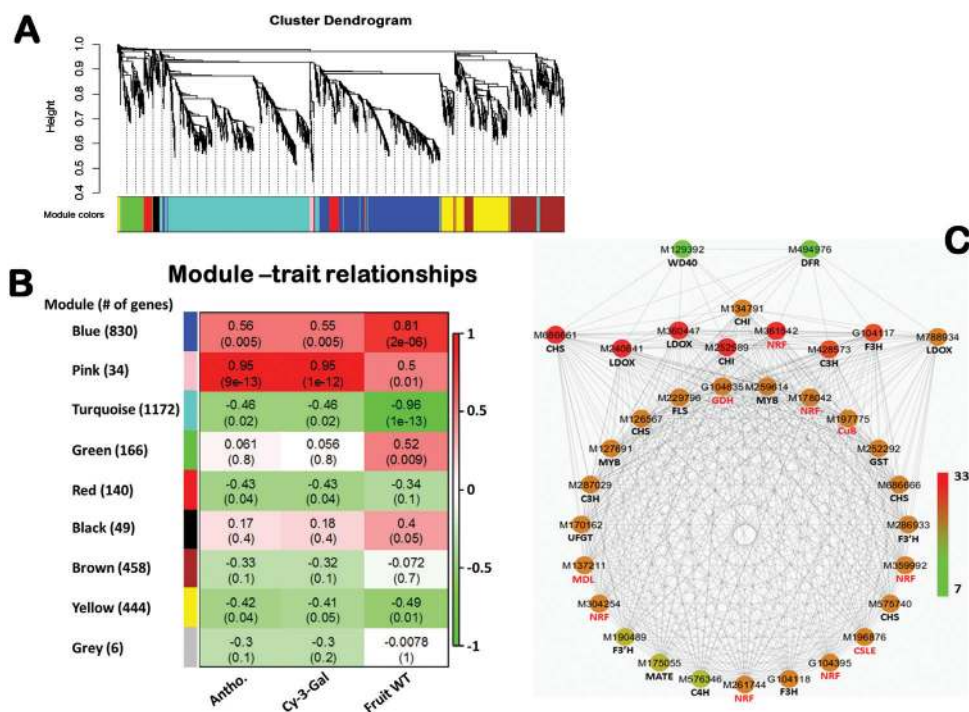 A
Cluster Dendrogram
Height
1.0
0.9
0.8
0.7
0.6
0.5
0.4
Module colors
B
Module –trait relationships
Module (# of genes)
Blue (830) 0.56 (0.005) 0.55 (0.005) 0.81 (2e-06)
Pink (34) 0.95 (9e-13) 0.95 (1e-12) 0.5 (0.01)
Turquoise (1172) -0.46 (0.02) -0.46 (0.02) -0.96 (1e-13)
Green (166) 0.061 (0.8) 0.056 (0.8) 0.52 (0.009)
Red (140) -0.43 (0.04) -0.43 (0.04) -0.34 (0.1)
Black (49) 0.17 (0.4) 0.18 (0.4) 0.4 (0.05)
Brown (458) -0.33 (0.1) -0.32 (0.1) -0.072 (0.7)
Yellow (444) -0.42 (0.04) -0.41 (0.05) -0.49 (0.01)
Grey (6) -0.3 (0.1) -0.3 (0.2) -0.0078 (1)
Antho.
Cy-3-Gal
Fruit WT
1
0.5
0
-0.5
-1
C
M129392
WD40
M494976
DFR
M134791
CHI
CHS
M240641
LDOX
M360447
LDOX
M252589
CHI
M361542
NRF
M428573
C3H
G104117
F3H
M788934
LDOX
G104835
GDH
M259614
MYB
M229796
FLS
M178042
NRF
M126567
CHS
M197775
CuB
M127691
MYB
M252292
GST
M287029
C3H
M686666
CHS
M170162
UFGT
M286933
F3'H
M137211
MDL
M359992
NRF
M304254
NRF
M575740
CHS
M190489
F3'H
M196876
CSLE
M175055
MATE
G104395
NRF
M576346
C4H
M261744
NRF
G104118
F3H
33
7